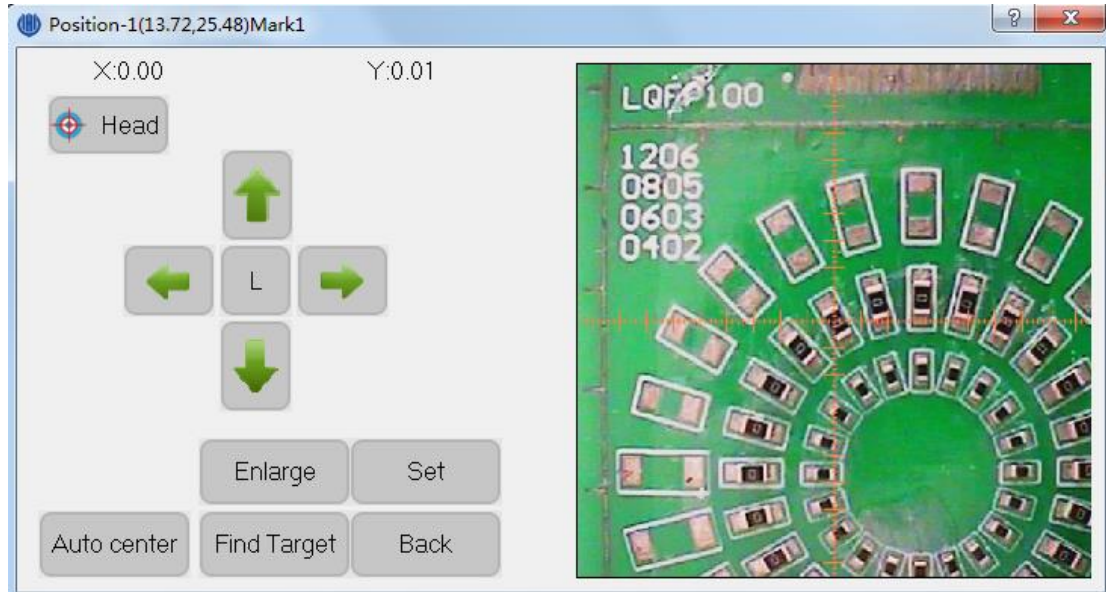 Position-1(13.72,25.48)Mark1
X:0.00 Y:0.01
Head
L
Enlarge Set
Auto center Find Target Back
LQFP100
1206
0805
0603
0402